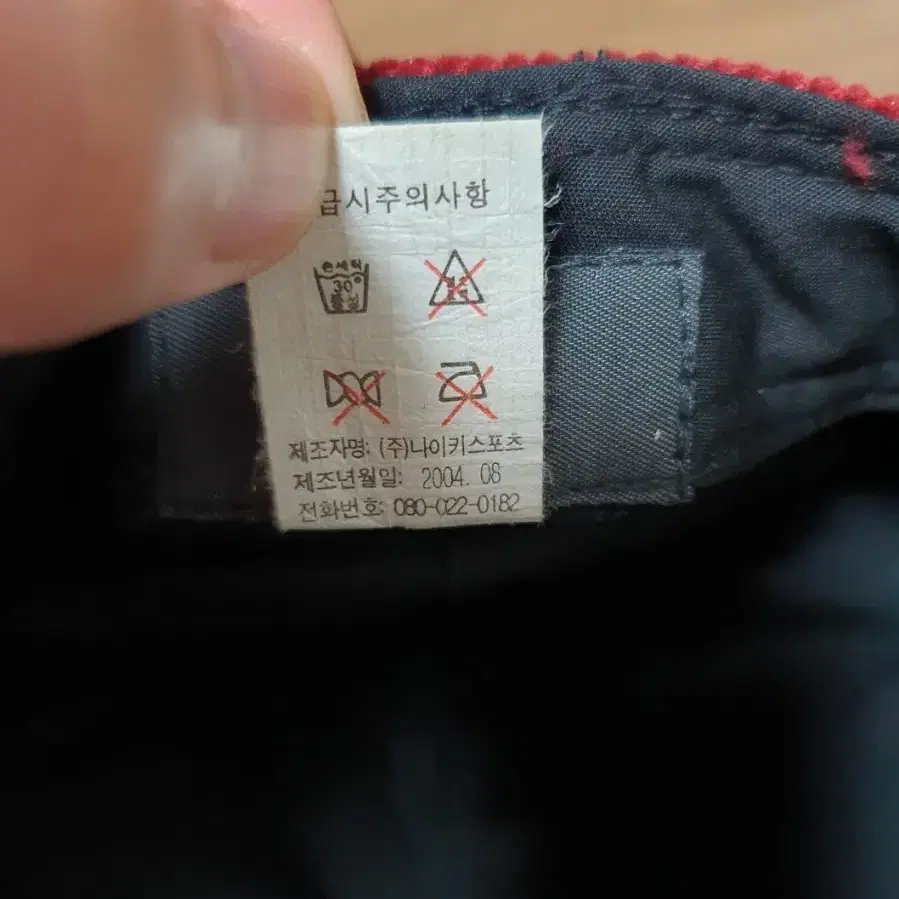 급시주의사항
손세탁
30°
중성
제조자명: (주)나이키스포츠
제조년월일: 2004. 08
전화번호: 080-022-0182